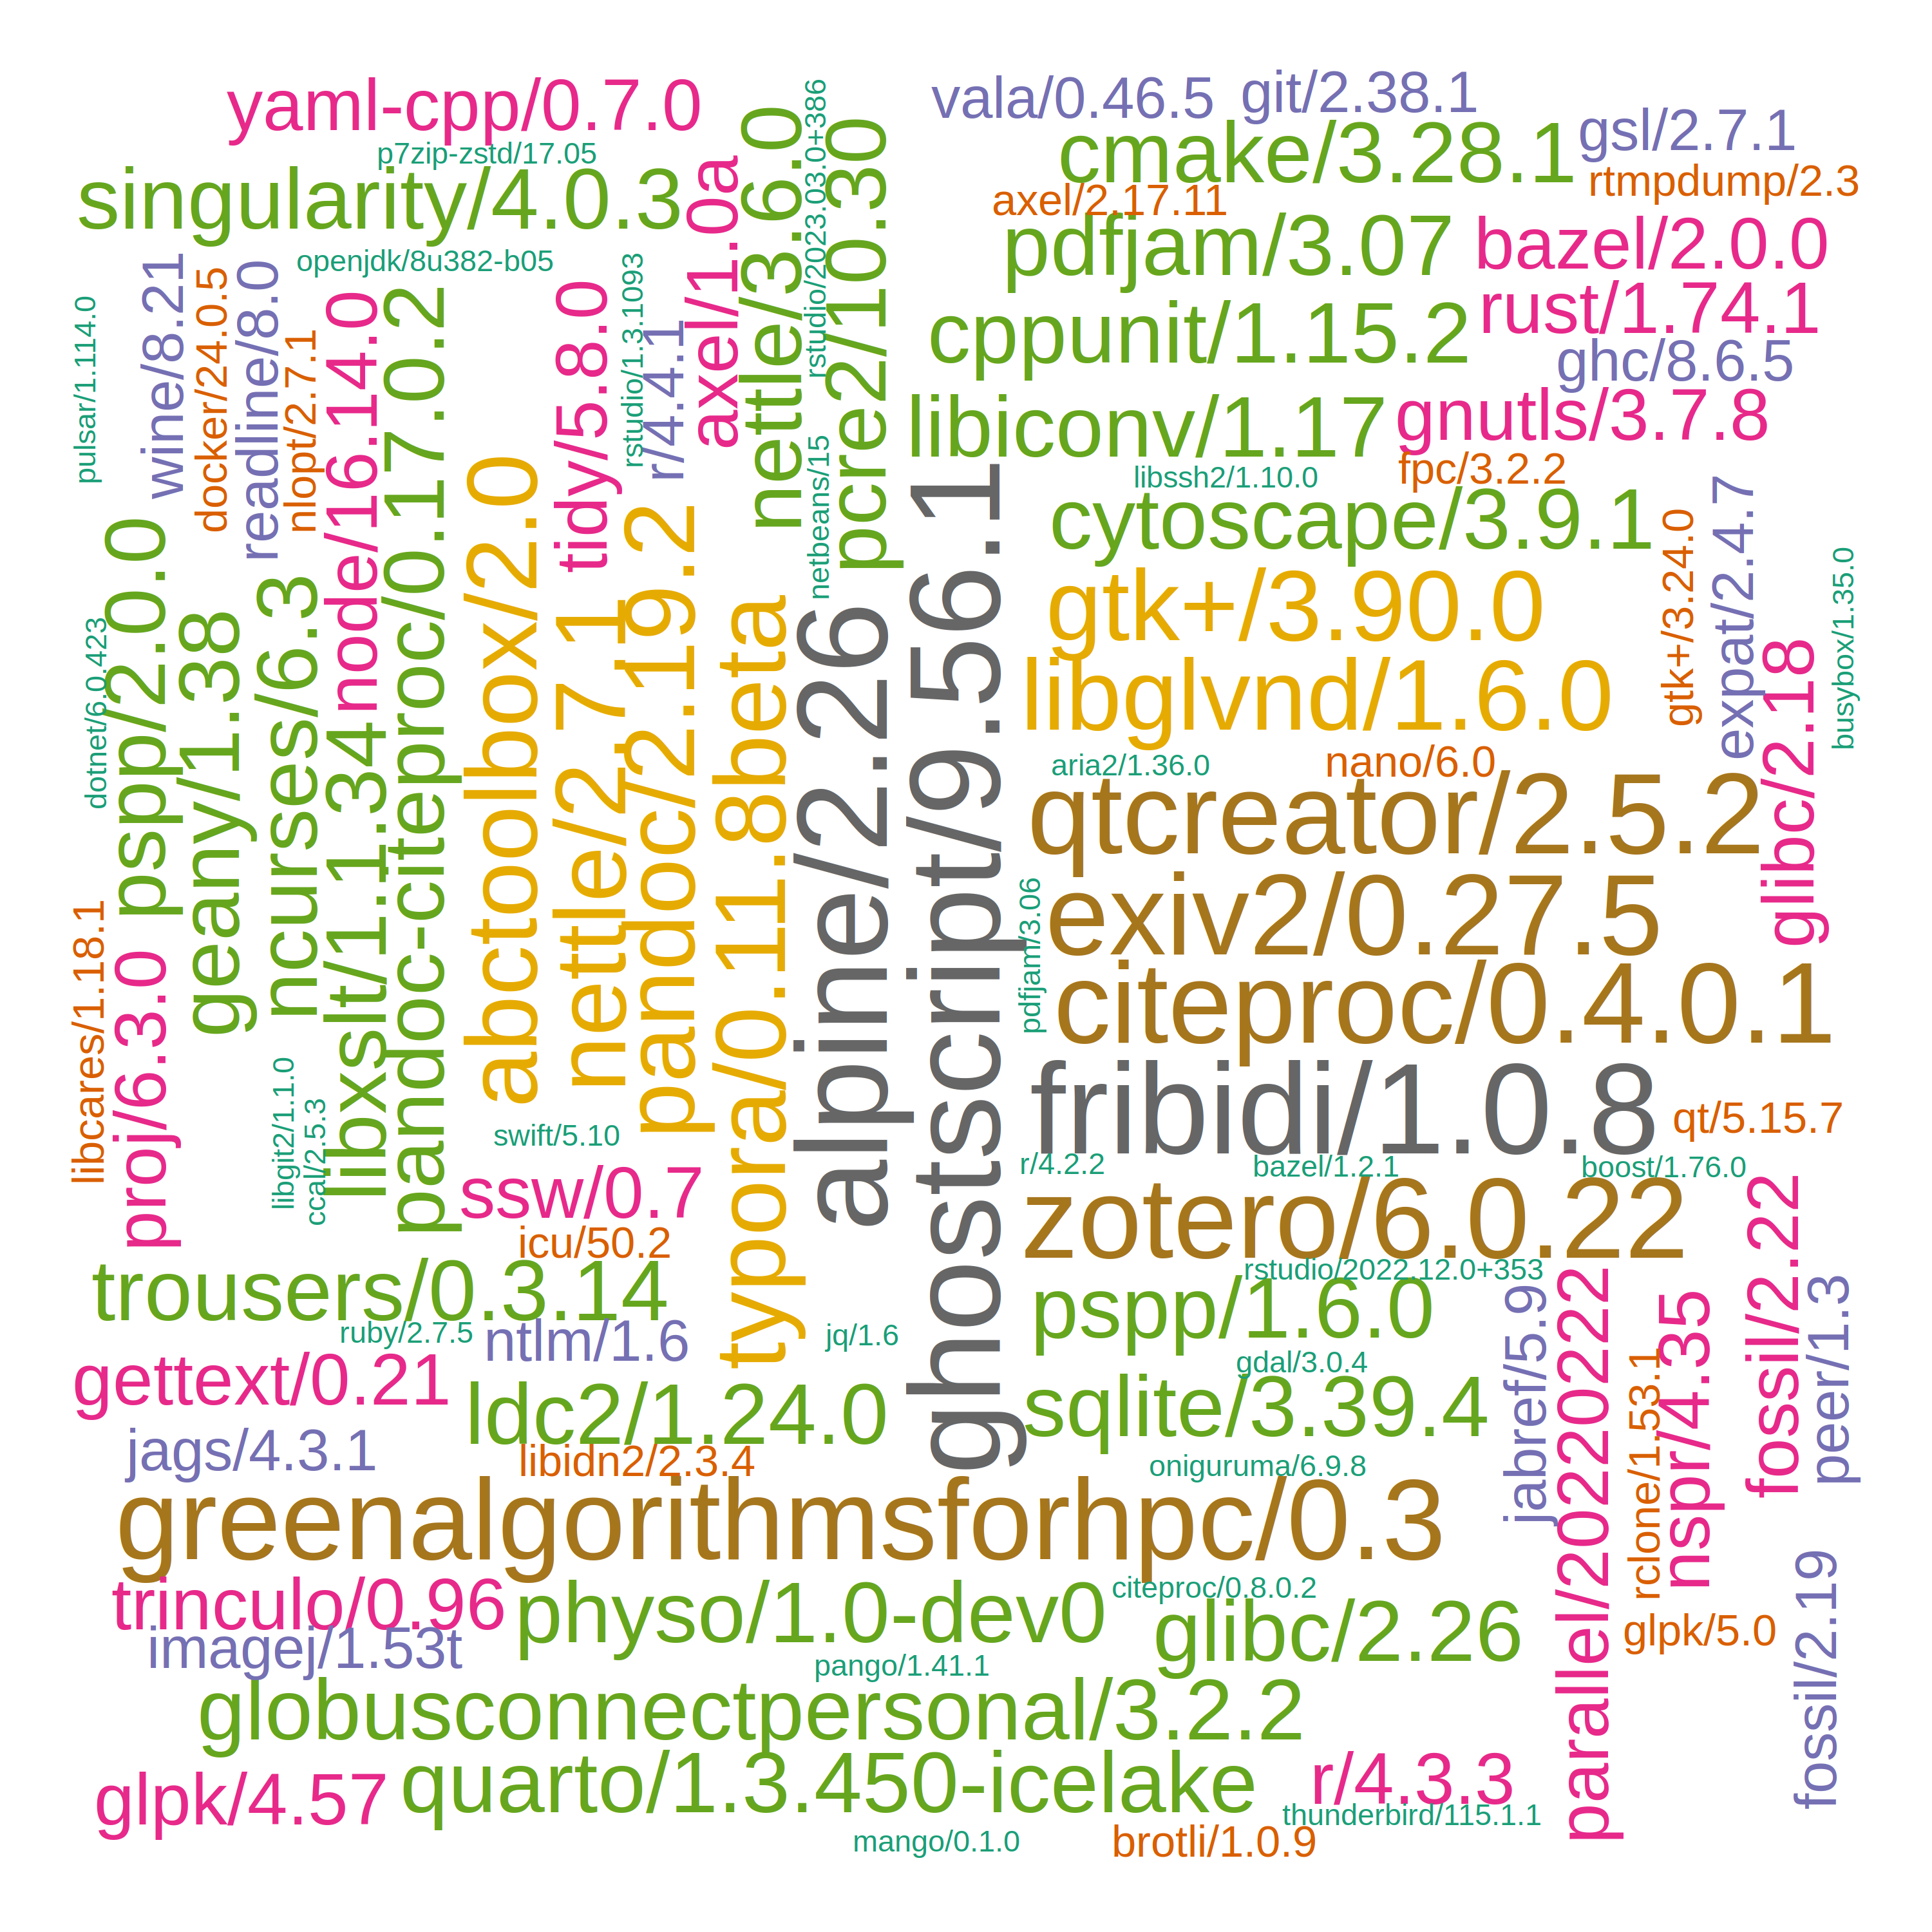 yaml-cpp/0.7.0
p7zip-zstd/17.05
singularity/4.0.3
openjdk/8u382-b05
vala/0.46.5
git/2.38.1
gsl/2.7.1
cmake/3.28.1
rtmpdump/2.3
axel/2.17.11
pdfjam/3.07
bazel/2.0.0
rust/1.74.1
cppunit/1.15.2
ghc/8.6.5
libiconv/1.17
gnutls/3.7.8
libssh2/1.10.0
fpc/3.2.2
cytoscape/3.9.1
pulsar/1.114.0
wine/8.21
docker/24.0.5
readline/8.0
nlopt/2.7.1
node/16.14.0
pandoc-citeproc/0.17.0.2
tidy/5.8.0
rstudio/1.3.1093
r/4.4.1
axel/1.0a
nettle/3.6.0
rstudio/2023.03.0+386
pcre2/10.30
netbeans/15
dotnet/6.0.423
pspp/2.0.0
geany/1.38
ncurses/6.3
libxslt/1.1.34
abctoolbox/2.0
nettle/2.7.1
pandoc/2.19.2
typora/0.11.8beta
alpine/2.26
ghostscript/9.56.1
gtk+/3.90.0
libglvnd/1.6.0
gtk+/3.24.0
expat/2.4.7
glibc/2.18
busybox/1.35.0
aria2/1.36.0
nano/6.0
qtcreator/2.5.2
exiv2/0.27.5
pdfjam/3.06
citeproc/0.4.0.1
fribidi/1.0.8
qt/5.15.7
libcares/1.18.1
proj/6.3.0
libgit2/1.1.0
ccal/2.5.3
swift/5.10
ssw/0.7
icu/50.2
r/4.2.2
bazel/1.2.1
boost/1.76.0
zotero/6.0.22
trousers/0.3.14
ruby/2.7.5
ntlm/1.6
jq/1.6
rstudio/2022.12.0+353
pspp/1.6.0
gettext/0.21
gdal/3.0.4
ldc2/1.24.0
sqlite/3.39.4
jags/4.3.1
libidn2/2.3.4
oniguruma/6.9.8
jabref/5.9
parallel/20220222
rclone/1.53.1
nspr/4.35
fossil/2.22
peer/1.3
greenalgorithmsforhpc/0.3
trinculo/0.96
physo/1.0-dev0
citeproc/0.8.0.2
glibc/2.26
glpk/5.0
fossil/2.19
imagej/1.53t
pango/1.41.1
globusconnectpersonal/3.2.2
glpk/4.57
quarto/1.3.450-icelake
r/4.3.3
thunderbird/115.1.1
mango/0.1.0
brotli/1.0.9